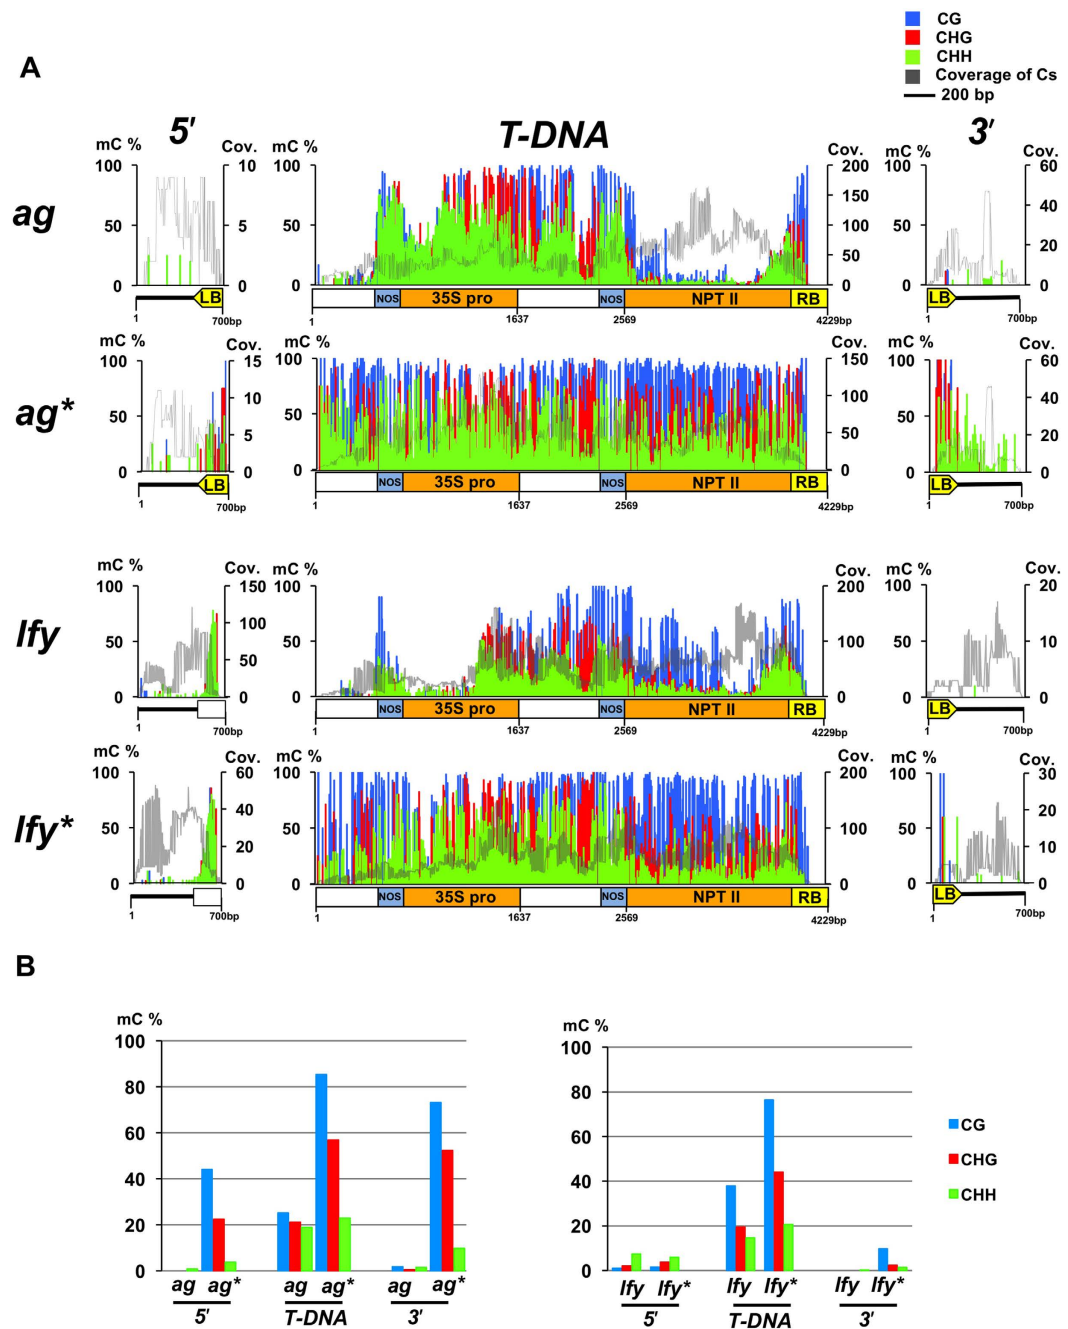 CG
CHG
CHH
Coverage of Cs
200 bp
A
5' T-DNA 3'
ag
mC % Cov. mC % Cov. mC % Cov.
100 10 100 200 100 60
150 40
50 5 50 100 50
50 20
0 0 0 0 0 0
LB NOS 35S pro NOS NPT II RB LB
1 700bp 1 1637 2569 4229bp 1 700bp
ag*
mC % Cov. mC % Cov. mC % Cov.
100 15 100 150 100 60
10 100 40
50 5 50 50 50 20
0 0 0 0 0 0
LB NOS 35S pro NOS NPT II RB LB
1 700bp 1 1637 2569 4229bp 1 700bp
lfy
mC % Cov. mC % Cov. mC % Cov.
100 150 100 200 100 20
100
50 50 50 100 50 10
0 0 0 0 0 0
NOS 35S pro NOS NPT II RB LB
1 700bp 1 1637 2569 4229bp 1 700bp
lfy*
mC % Cov. mC % Cov. mC % Cov.
100 60 100 200 100 30
40 20
50 20 50 100 50 10
0 0 0 0 0 0
NOS 35S pro NOS NPT II RB LB
1 700bp 1 1637 2569 4229bp 1 700bp
B
mC % mC %
100 100
80 80
60 60
40 40
20 20
0 0
CG
CHG
CHH
ag ag* ag ag* ag ag* lfy lfy* lfy lfy* lfy lfy*
5' T-DNA 3' 5' T-DNA 3'